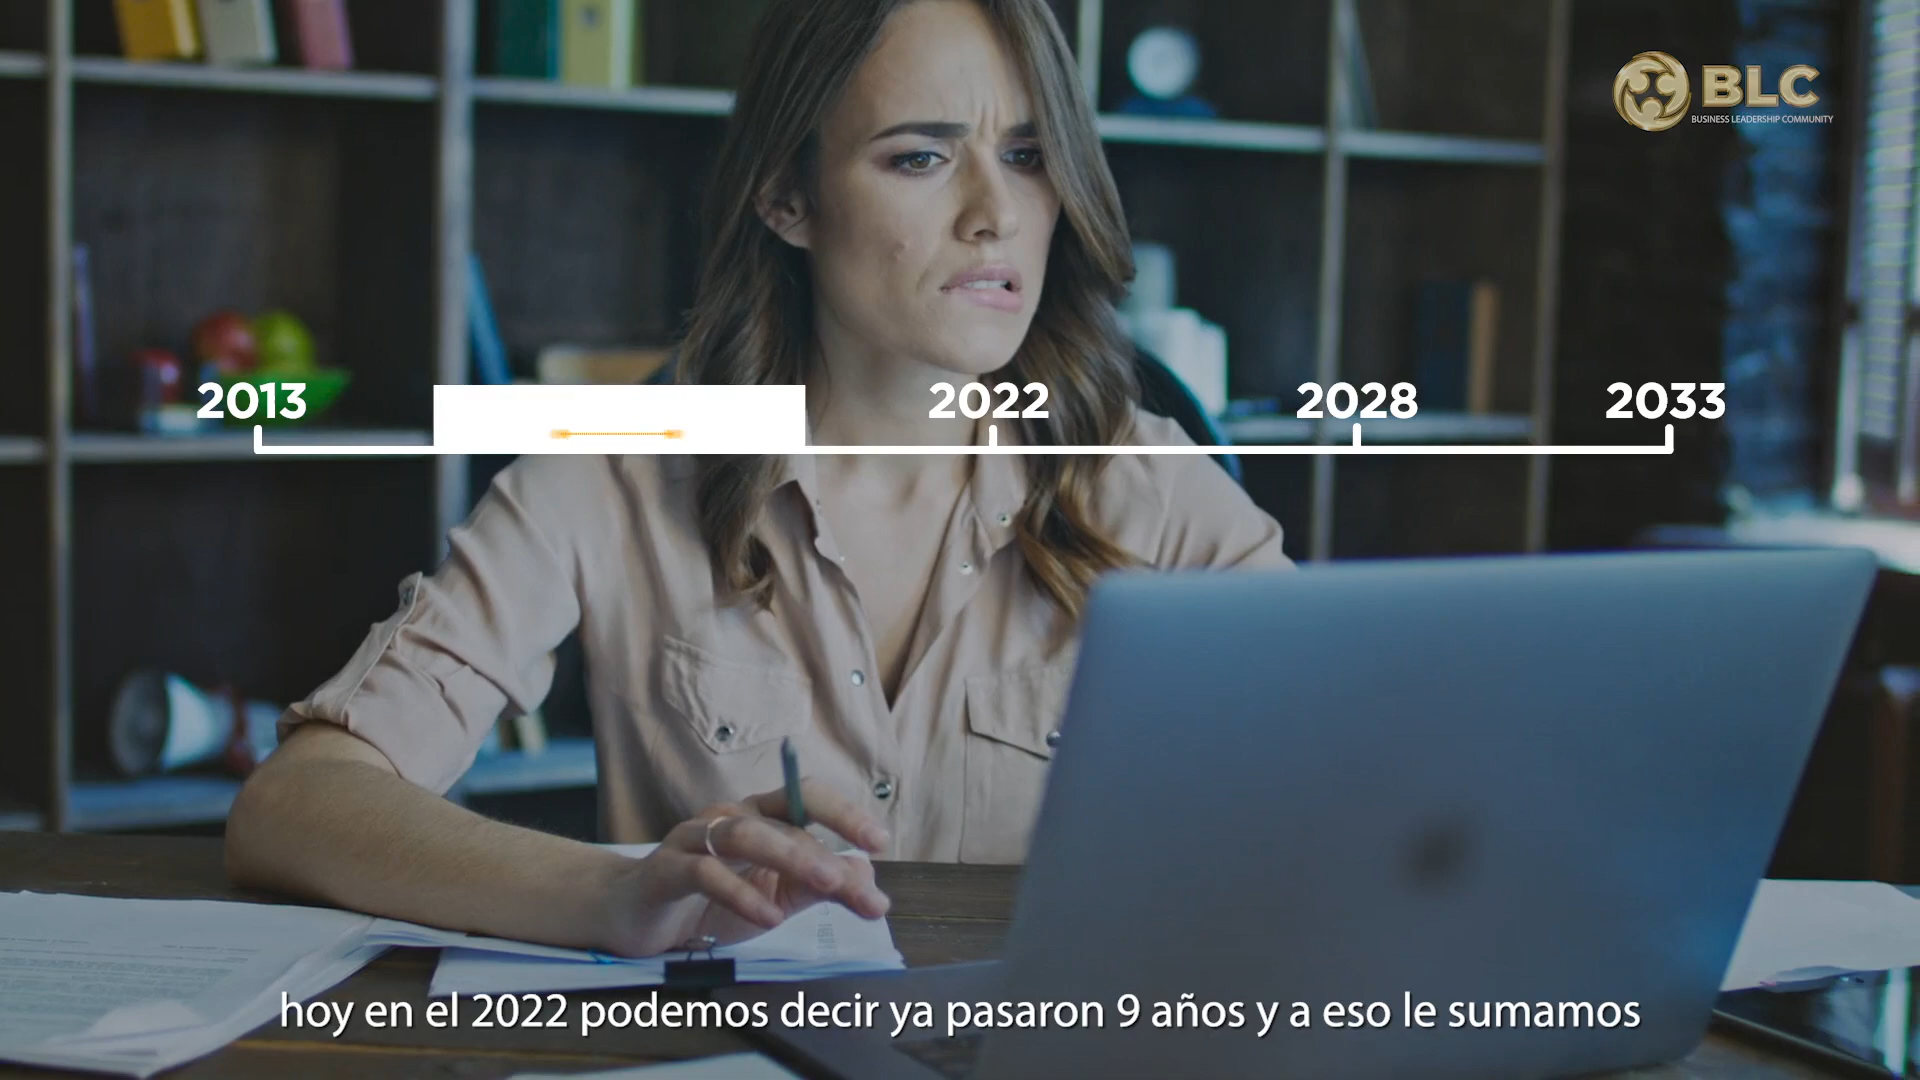 BLC
BUSINESS LEADERSHIP COMMUNITY
2013 2022 2028 2033
hoy en el 2022 podemos decir ya pasaron 9 años y a eso le sumamos